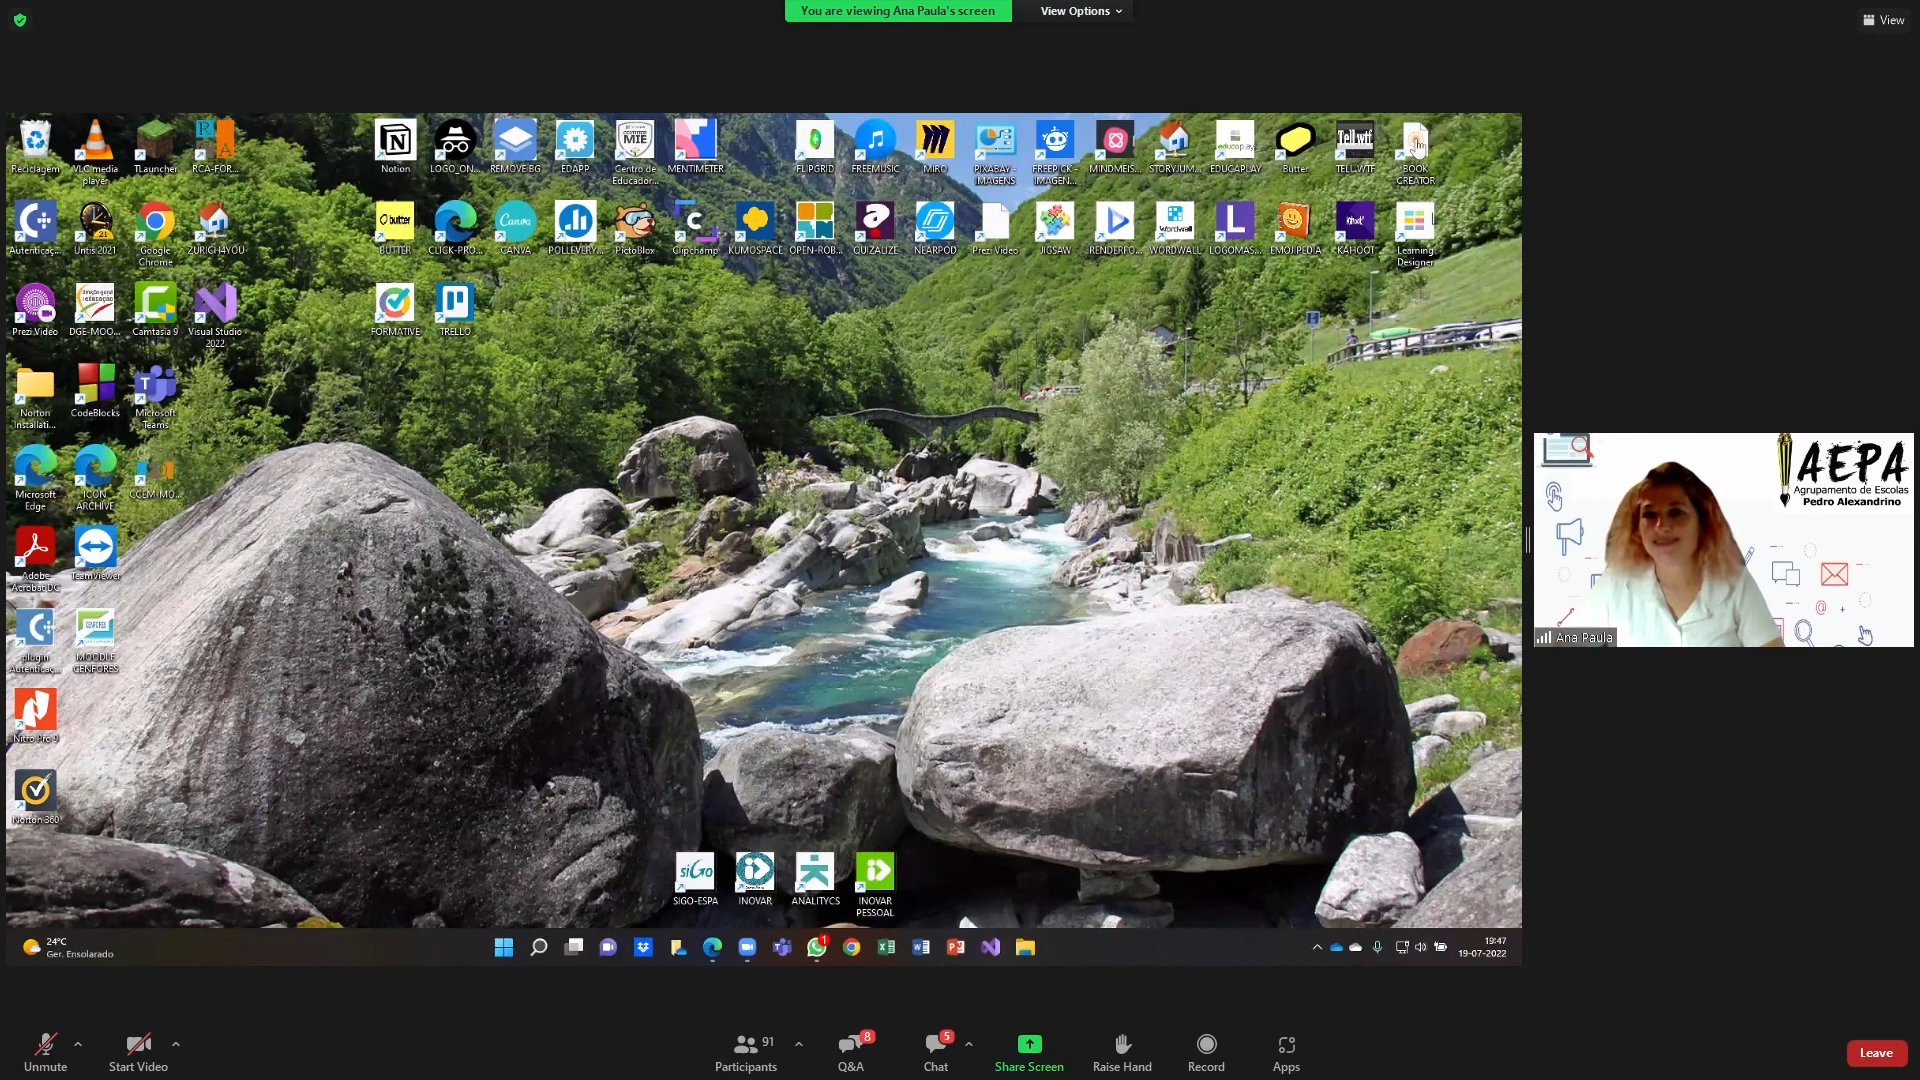 You are viewing Ana Paula's screen
View Options
View
Reciclagem
VLC media
player
TLauncher
RCA-FOR...
Notion
LOGO_ON...
REMOVE BG
EDAPP
Centro de
Educador...
MENTIMETER
FLIPGRID
FREEMUSIC
MIRO
PIXABAY -
IMAGENS
FREEPICK -
IMAGEN...
MINDMEIS...
STORYJUM...
EDUCAPLAY
Butter
TELL.WTF
BOOK
CREATOR
Autenticaç...
Untis 2021
Google
Chrome
ZURICH4YOU
BUTTER
CLICK-PRO...
CANVA
POLLEVERY...
PictoBlox
Clipchamp
KUMOSPACE
OPEN-ROB...
QUIZALIZE
NEARPOD
Prezi Video
JIGSAW
RENDERFO...
WORDWALL
LOGOMAS...
EMOJIPEDIA
KAHOOT
Learning
Designer
Prezi Video
DGE-MOO...
Camtasia 9
Visual Studio
2022
FORMATIVE
TRELLO
Norton
Installati...
CodeBlocks
Microsoft
Teams
Microsoft
Edge
ICON
ARCHIVE
CCEM-MO...
Adobe
Acrobat DC
TeamViewer
plugin
Autenticaç...
MOODLE
CENFORES
Nitro Pro 9
Norton 360
SIGO-ESPA
INOVAR
ANALITYCS
INOVAR
PESSOAL
AEPA
Agrupamento de Escolas
Pedro Alexandrino
Ana Paula
24°C
Ger. Ensolarado
1
19:47
19-07-2022
Unmute
Start Video
91
Participants
8
Q&A
5
Chat
Share Screen
Raise Hand
Record
Apps
Leave